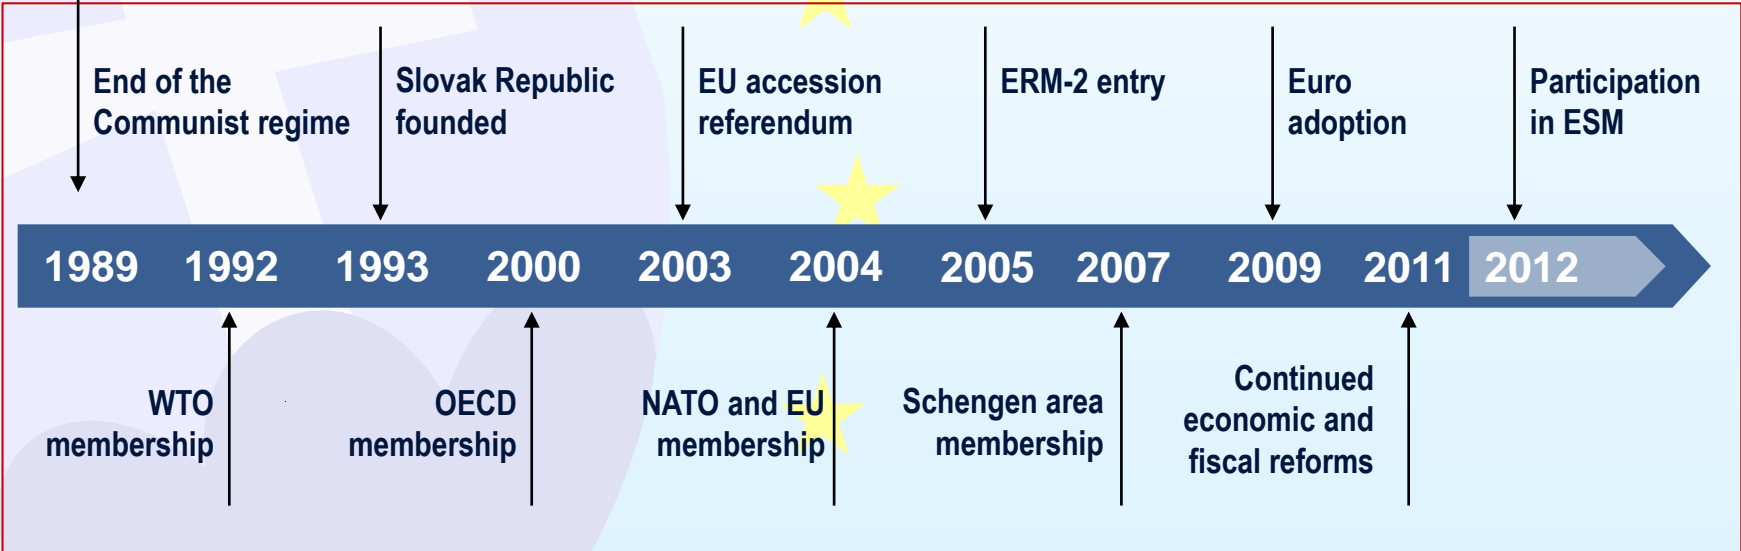 End of the
Communist regime
Slovak Republic
founded
EU accession
referendum
ERM-2 entry
Euro
adoption
Participation
in ESM
1989 1992 1993 2000 2003 2004 2005 2007 2009 2011 2012
WTO
membership
OECD
membership
NATO and EU
membership
Schengen area
membership
Continued
economic and
fiscal reforms